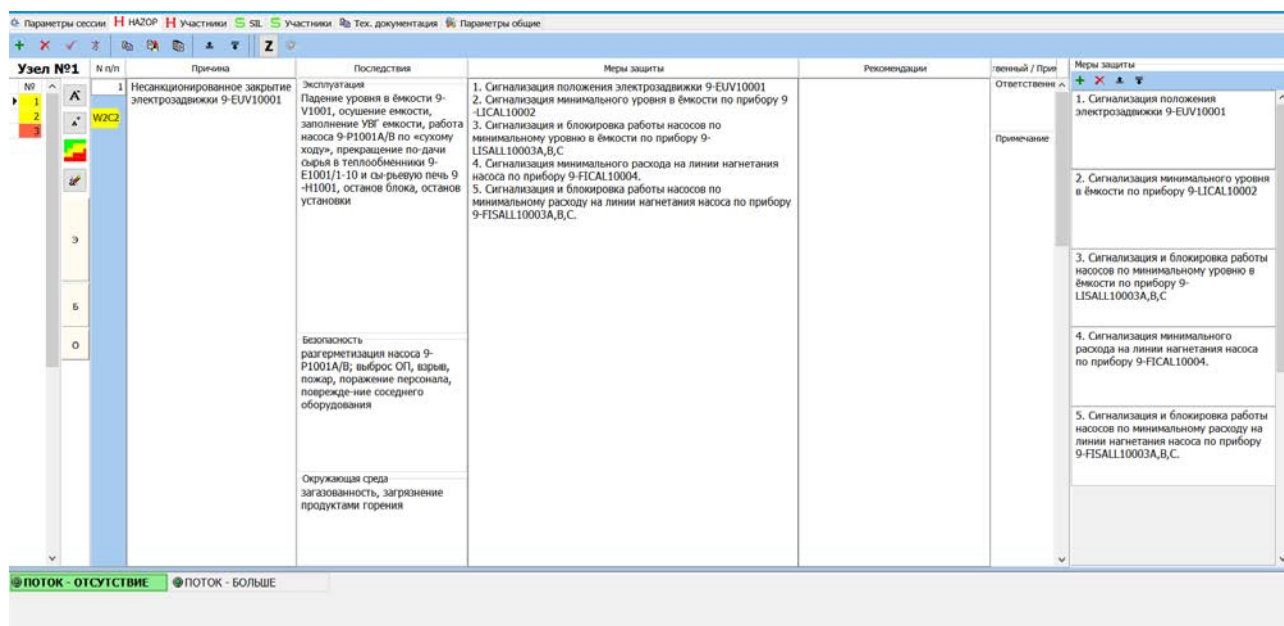 Параметры сессии H HAZOP H Участники S SIL S Участники Тех. документация Параметры общие
Z
Узел №1
N п/п
Причина
Последствия
Меры защиты
Рекомендации
твенный / При
Меры защиты
№
1
2
3
A
A
Э
Б
О
1
W2C2
Несанкционированное закрытие
электрозадвижки 9-EUV10001
Эксплуатация
Падение уровня в ёмкости 9-
V1001, осушение емкости,
заполнение УВГ емкости, работа
насоса 9-P1001A/B по «сухому
ходу», прекращение по-дачи
сырья в теплообменники 9-
E1001/1-10 и сы-рьевую печь 9
-H1001, останов блока, останов
установки
Безопасность
разгерметизация насоса 9-
P1001A/B; выброс ОП, взрыв,
пожар, поражение персонала,
поврежде-ние соседнего
оборудования
Окружающая среда
загазованность, загрязнение
продуктами горения
1. Сигнализация положения электрозадвижки 9-EUV10001
2. Сигнализация минимального уровня в ёмкости по прибору 9
-LICAL10002
3. Сигнализация и блокировка работы насосов по
минимальному уровню в ёмкости по прибору 9-
LISALL10003A,B,C
4. Сигнализация минимального расхода на линии нагнетания
насоса по прибору 9-FICAL10004.
5. Сигнализация и блокировка работы насосов по
минимальному расходу на линии нагнетания насоса по прибору
9-FISALL10003A,B,C.
Ответственн
Примечание
1. Сигнализация положения
электрозадвижки 9-EUV10001
2. Сигнализация минимального уровня
в ёмкости по прибору 9-LICAL10002
3. Сигнализация и блокировка работы
насосов по минимальному уровню в
ёмкости по прибору 9-
LISALL10003A,B,C
4. Сигнализация минимального
расхода на линии нагнетания насоса
по прибору 9-FICAL10004.
5. Сигнализация и блокировка работы
насосов по минимальному расходу на
линии нагнетания насоса по прибору
9-FISALL10003A,B,C.
ПОТОК - ОТСУТСТВИЕ ПОТОК - БОЛЬШЕ